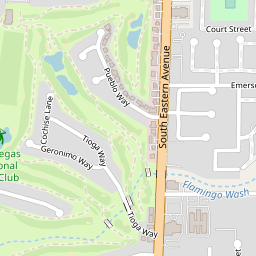 Court Street
South Eastern Avenue
Emers
Pueblo Way
Cochise Lane
Tioga Way
Geronimo Way
egas
onal
Club
Flamingo Wash
Tioga Way